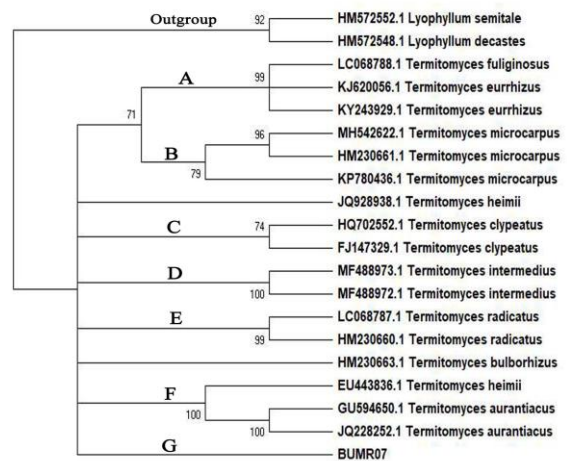 Outgroup
92
HM572552.1 Lyophyllum semitale
HM572548.1 Lyophyllum decastes
A
99
LC068788.1 Termitomyces fuliginosus
KJ620056.1 Termitomyces eurrhizus
KY243929.1 Termitomyces eurrhizus
71
B
96
79
MH542622.1 Termitomyces microcarpus
HM230661.1 Termitomyces microcarpus
KP780436.1 Termitomyces microcarpus
JQ928938.1 Termitomyces heimii
C
74
HQ702552.1 Termitomyces clypeatus
FJ147329.1 Termitomyces clypeatus
D
100
MF488973.1 Termitomyces intermedius
MF488972.1 Termitomyces intermedius
E
99
LC068787.1 Termitomyces radicatus
HM230660.1 Termitomyces radicatus
HM230663.1 Termitomyces bulborhizus
F
100
EU443836.1 Termitomyces heimii
100
GU594650.1 Termitomyces aurantiacus
JQ228252.1 Termitomyces aurantiacus
G
BUMR07